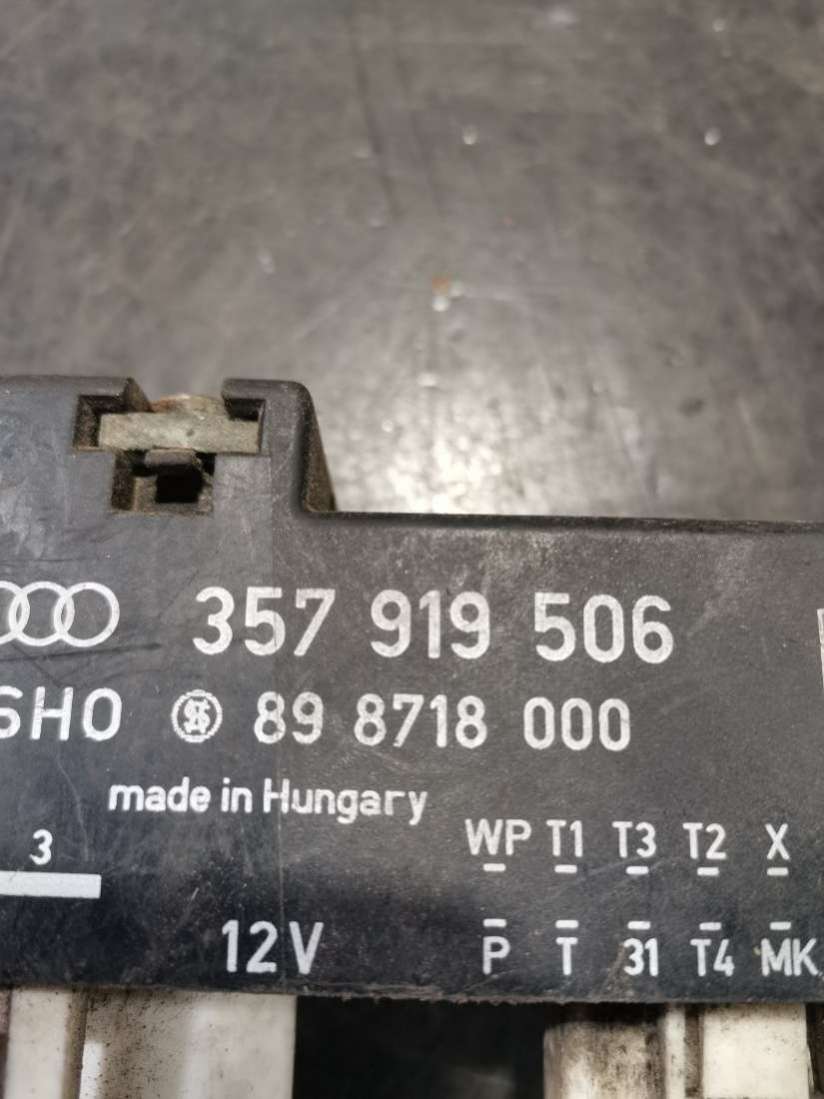 357 919 506
SHO 89 8718 000
made in Hungary
3
WP T1 T3 T2 X
12V
P T 31 T4 MK